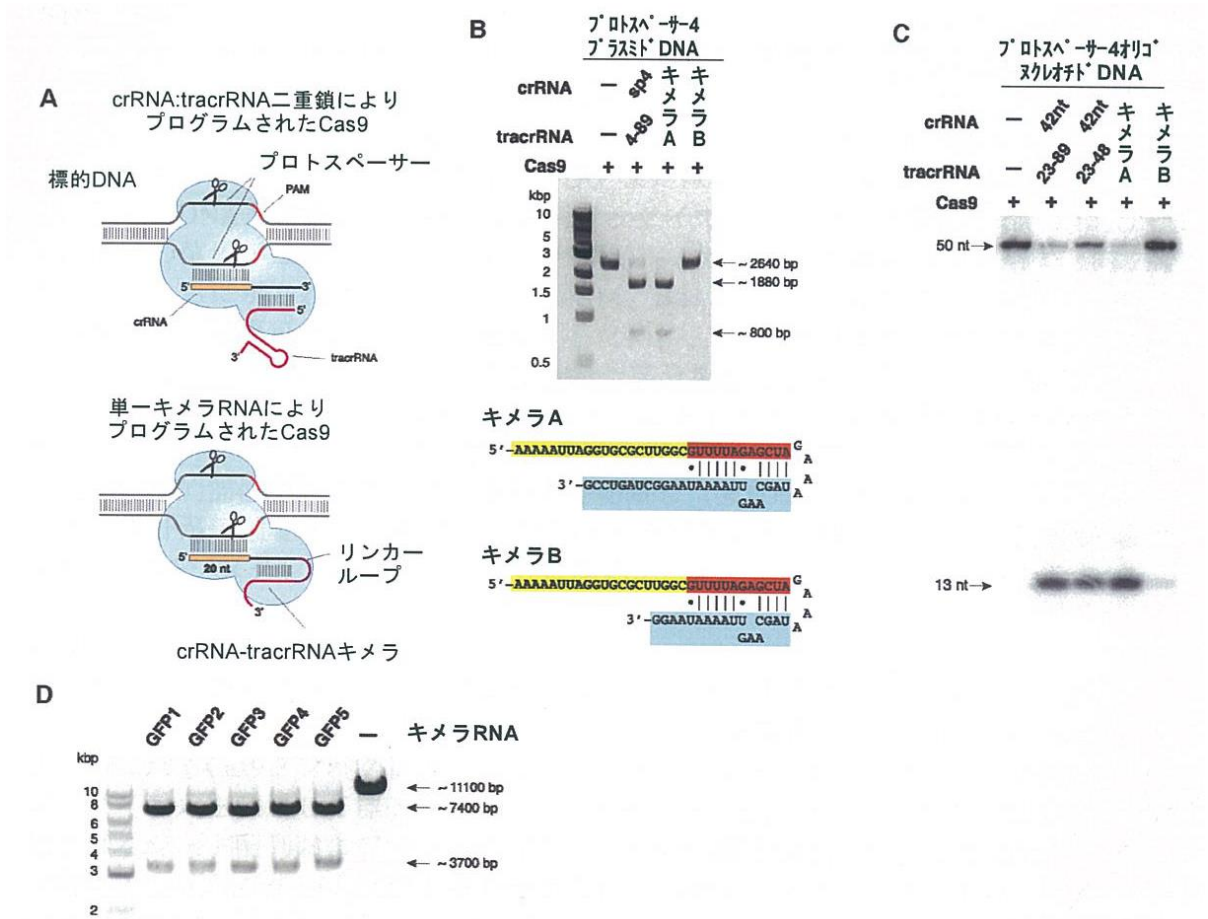 A
crRNA:tracrRNA二重鎖により
プログラムされたCas9
標的DNA
プロトスペーサー
PAM
5'
3'
5'
crRNA
3'
tracrRNA
単一キメラRNAにより
プログラムされたCas9
5'
20 nt
リンカー
ループ
3'
crRNA-tracrRNAキメラ
B
プロトスペーサー4
プラスミドDNA
crRNA
—
sp4
キメラA
キメラB
tracrRNA
—
4-89
Cas9
+
+
+
+
kbp
10
5
3
2
1.5
1
0.5
~ 2640 bp
~ 1880 bp
~ 800 bp
キメラA
5'-AAAAAUUAGGUGCGCUUGGCGUUUUAGAGCUA
G
A
A
A
3'-GCCUGAUCGGAAUAAAAUU CGAU
GAA
キメラB
5'-AAAAAUUAGGUGCGCUUGGCGUUUUAGAGCUA
G
A
A
A
3'-GGAAUAAAAUU CGAU
GAA
C
プロトスペーサー4オリゴ
ヌクレオチドDNA
crRNA
—
42nt
42nt
キメラA
キメラB
tracrRNA
—
23-89
23-48
Cas9
+
+
+
+
+
50 nt
13 nt
D
GFP1
GFP2
GFP3
GFP4
GFP5
—
キメラRNA
kbp
10
8
6
5
4
3
2
~ 11100 bp
~ 7400 bp
~ 3700 bp